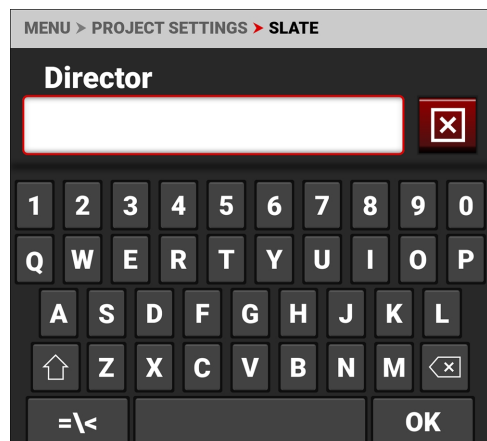 MENU > PROJECT SETTINGS > SLATE
Director
1 2 3 4 5 6 7 8 9 0
Q W E R T Y U I O P
A S D F G H J K L
Z X C V B N M
=\< OK